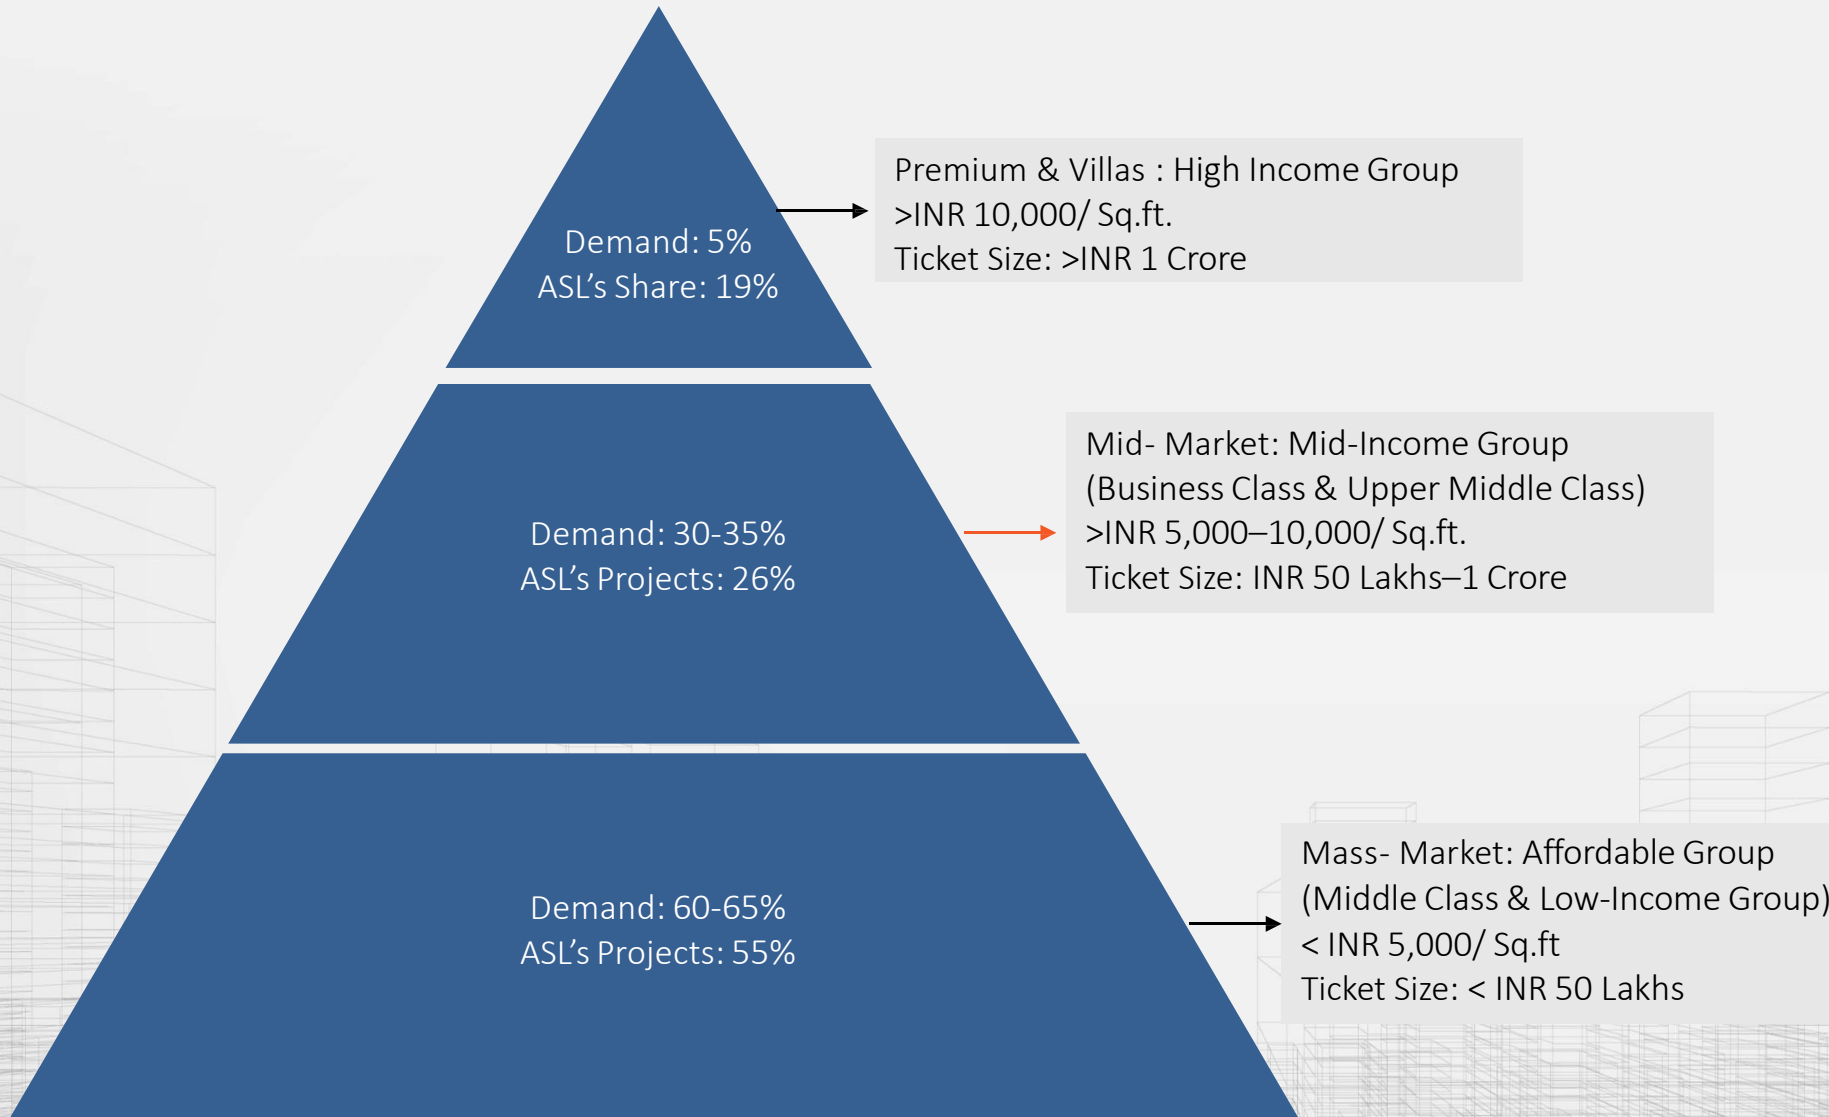 Demand: 5%
ASL’s Share: 19%
Premium & Villas : High Income Group
>INR 10,000/ Sq.ft.
Ticket Size: >INR 1 Crore
Demand: 30-35%
ASL’s Projects: 26%
Mid- Market: Mid-Income Group
(Business Class & Upper Middle Class)
>INR 5,000–10,000/ Sq.ft.
Ticket Size: INR 50 Lakhs–1 Crore
Demand: 60-65%
ASL’s Projects: 55%
Mass- Market: Affordable Group
(Middle Class & Low-Income Group)
< INR 5,000/ Sq.ft
Ticket Size: < INR 50 Lakhs